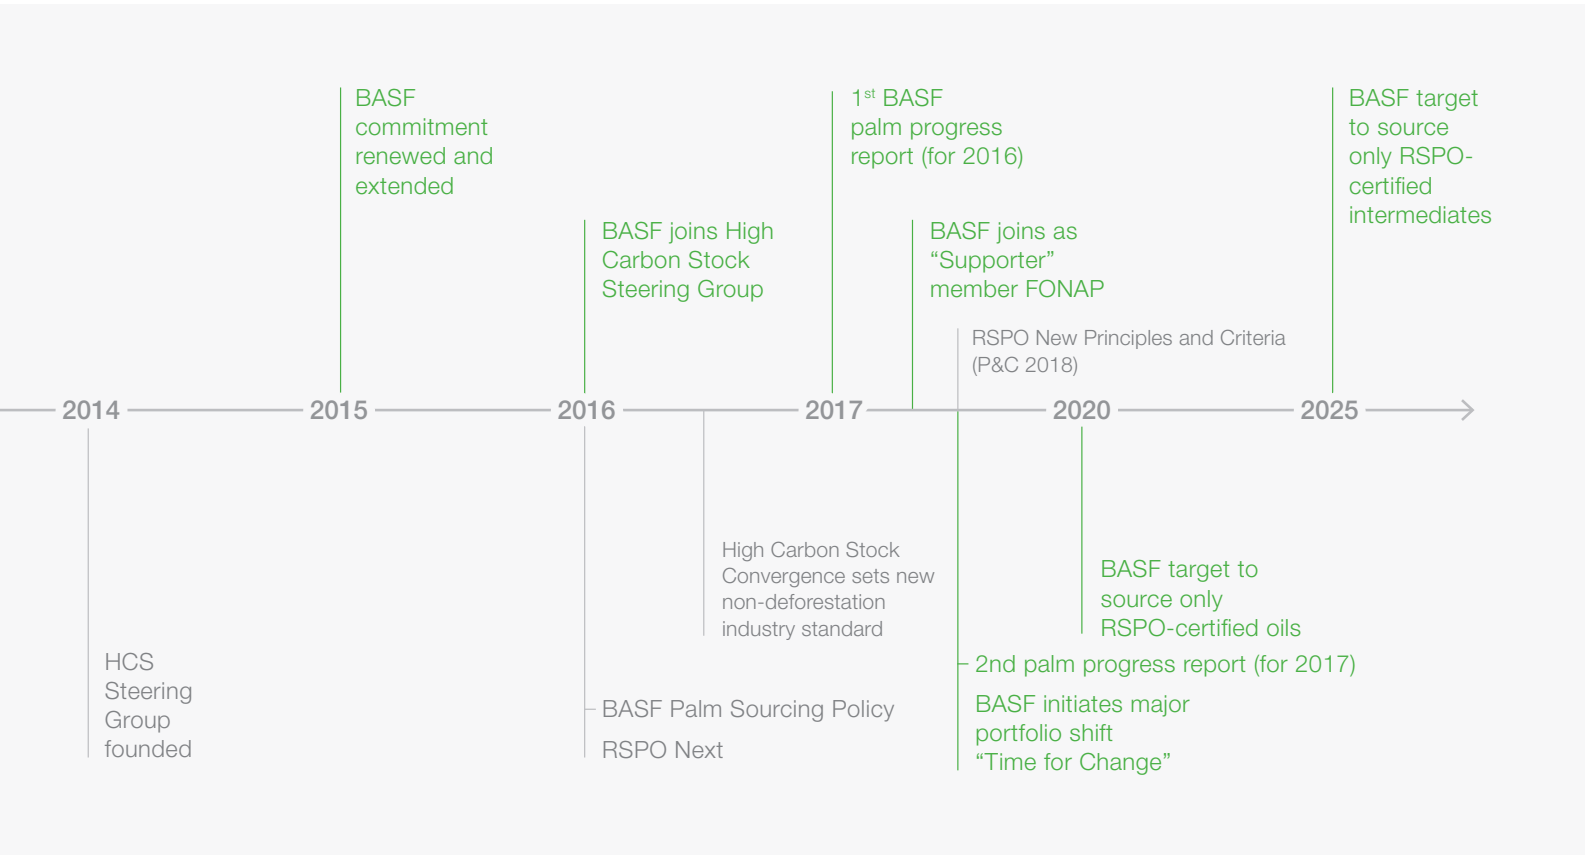 BASF
commitment
renewed and
extended
1st BASF
palm progress
report (for 2016)
BASF target
to source
only RSPO-
certified
intermediates
BASF joins High
Carbon Stock
Steering Group
BASF joins as
“Supporter”
member FONAP
RSPO New Principles and Criteria
(P&C 2018)
2014
2015
2016
2017
2020
2025
High Carbon Stock
Convergence sets new
non-deforestation
industry standard
BASF target to
source only
RSPO-certified oils
HCS
Steering
Group
founded
2nd palm progress report (for 2017)
BASF Palm Sourcing Policy
RSPO Next
BASF initiates major
portfolio shift
“Time for Change”